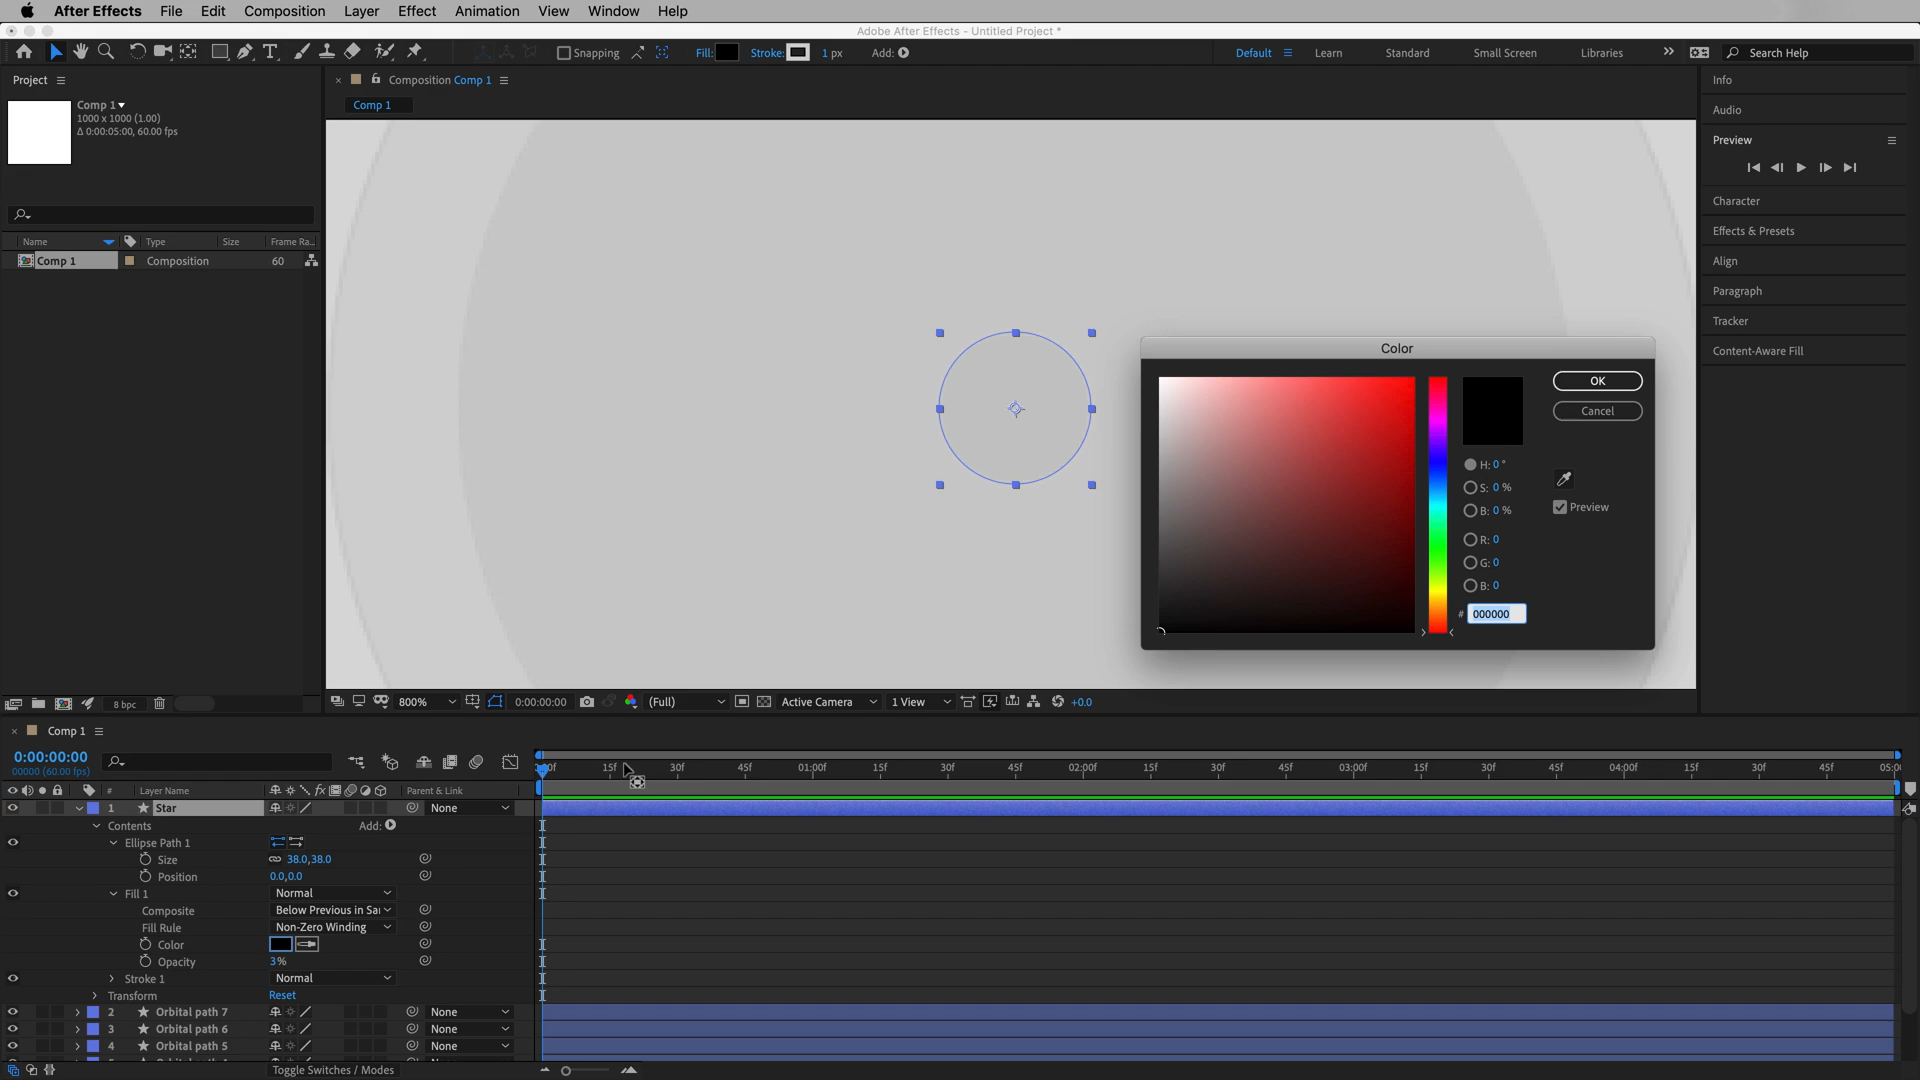 After Effects File Edit Composition Layer Effect Animation View Window Help
Adobe After Effects - Untitled Project *
Snapping Fill: Stroke: 1 px Add: Default Learn Standard Small Screen Libraries Search Help
Project
Comp 1
1000 x 1000 (1.00)
Δ 0:00:05:00, 60.00 fps
Name Type Size Frame Ra...
Comp 1 Composition 60
8 bpc
Composition Comp 1
Comp 1
Color
OK
Cancel
H: 0 °
S: 0 %
B: 0 %
Preview
R: 0
G: 0
B: 0
# 000000
800% 0:00:00:00 (Full) Active Camera 1 View +0.0
Info
Audio
Preview
Character
Effects & Presets
Align
Paragraph
Tracker
Content-Aware Fill
Comp 1
0:00:00:00
00000 (60.00 fps)
15f 30f 45f 01:00f 15f 30f 45f 02:00f 15f 30f 45f 03:00f 15f 30f 45f 04:00f 15f 30f 45f
# Layer Name fx Parent & Link
1 Star None
Contents Add:
Ellipse Path 1
Size 38.0,38.0
Position 0.0,0.0
Fill 1 Normal
Composite Below Previous in Sa
Fill Rule Non-Zero Winding
Color
Opacity 3%
Stroke 1 Normal
Transform Reset
2 Orbital path 7 None
3 Orbital path 6 None
4 Orbital path 5 None
Toggle Switches / Modes